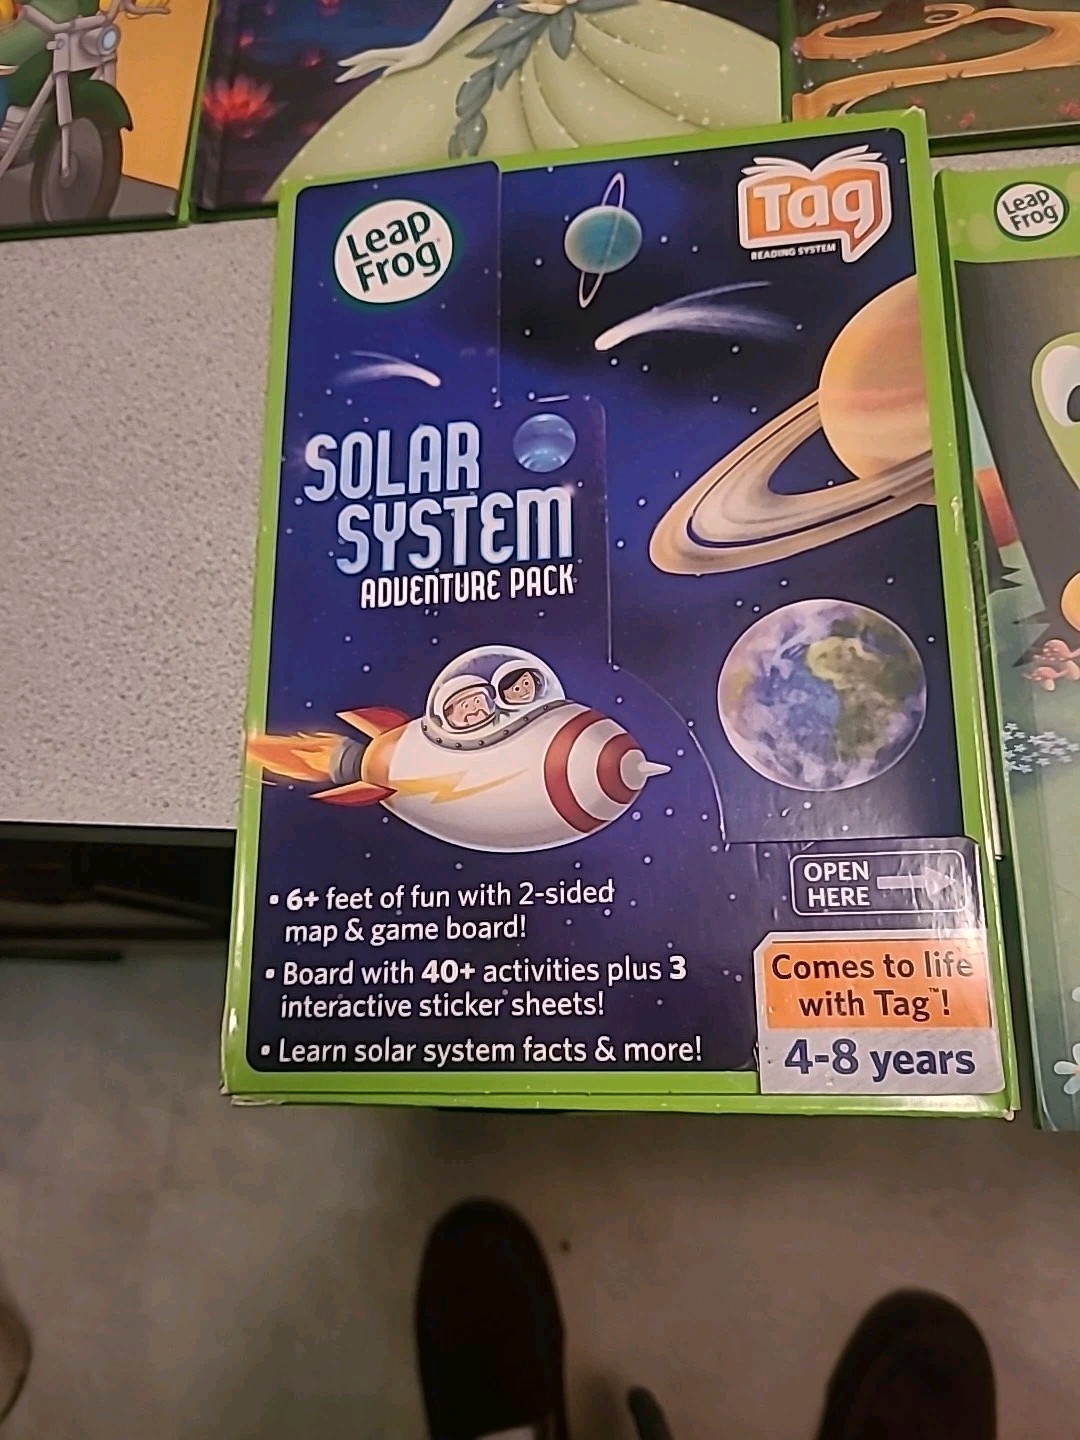 Leap
Frog
Tag
READING SYSTEM
Leap
Frog
SOLAR
SYSTEM
ADVENTURE PACK
• 6+ feet of fun with 2-sided
map & game board!
• Board with 40+ activities plus 3
interactive sticker sheets!
• Learn solar system facts & more!
OPEN
HERE
Comes to life
with Tag™!
4-8 years